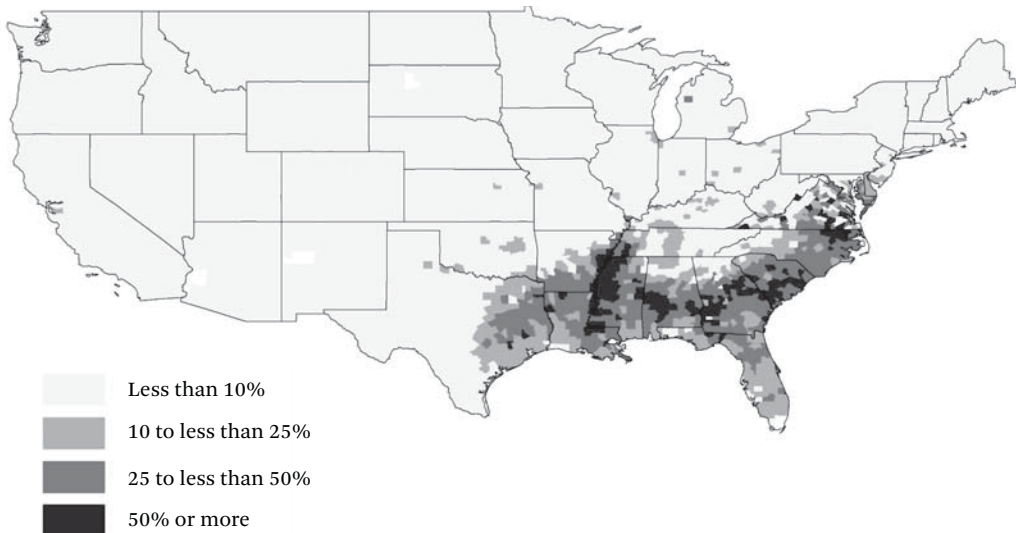 Less than 10%
10 to less than 25%
25 to less than 50%
50% or more